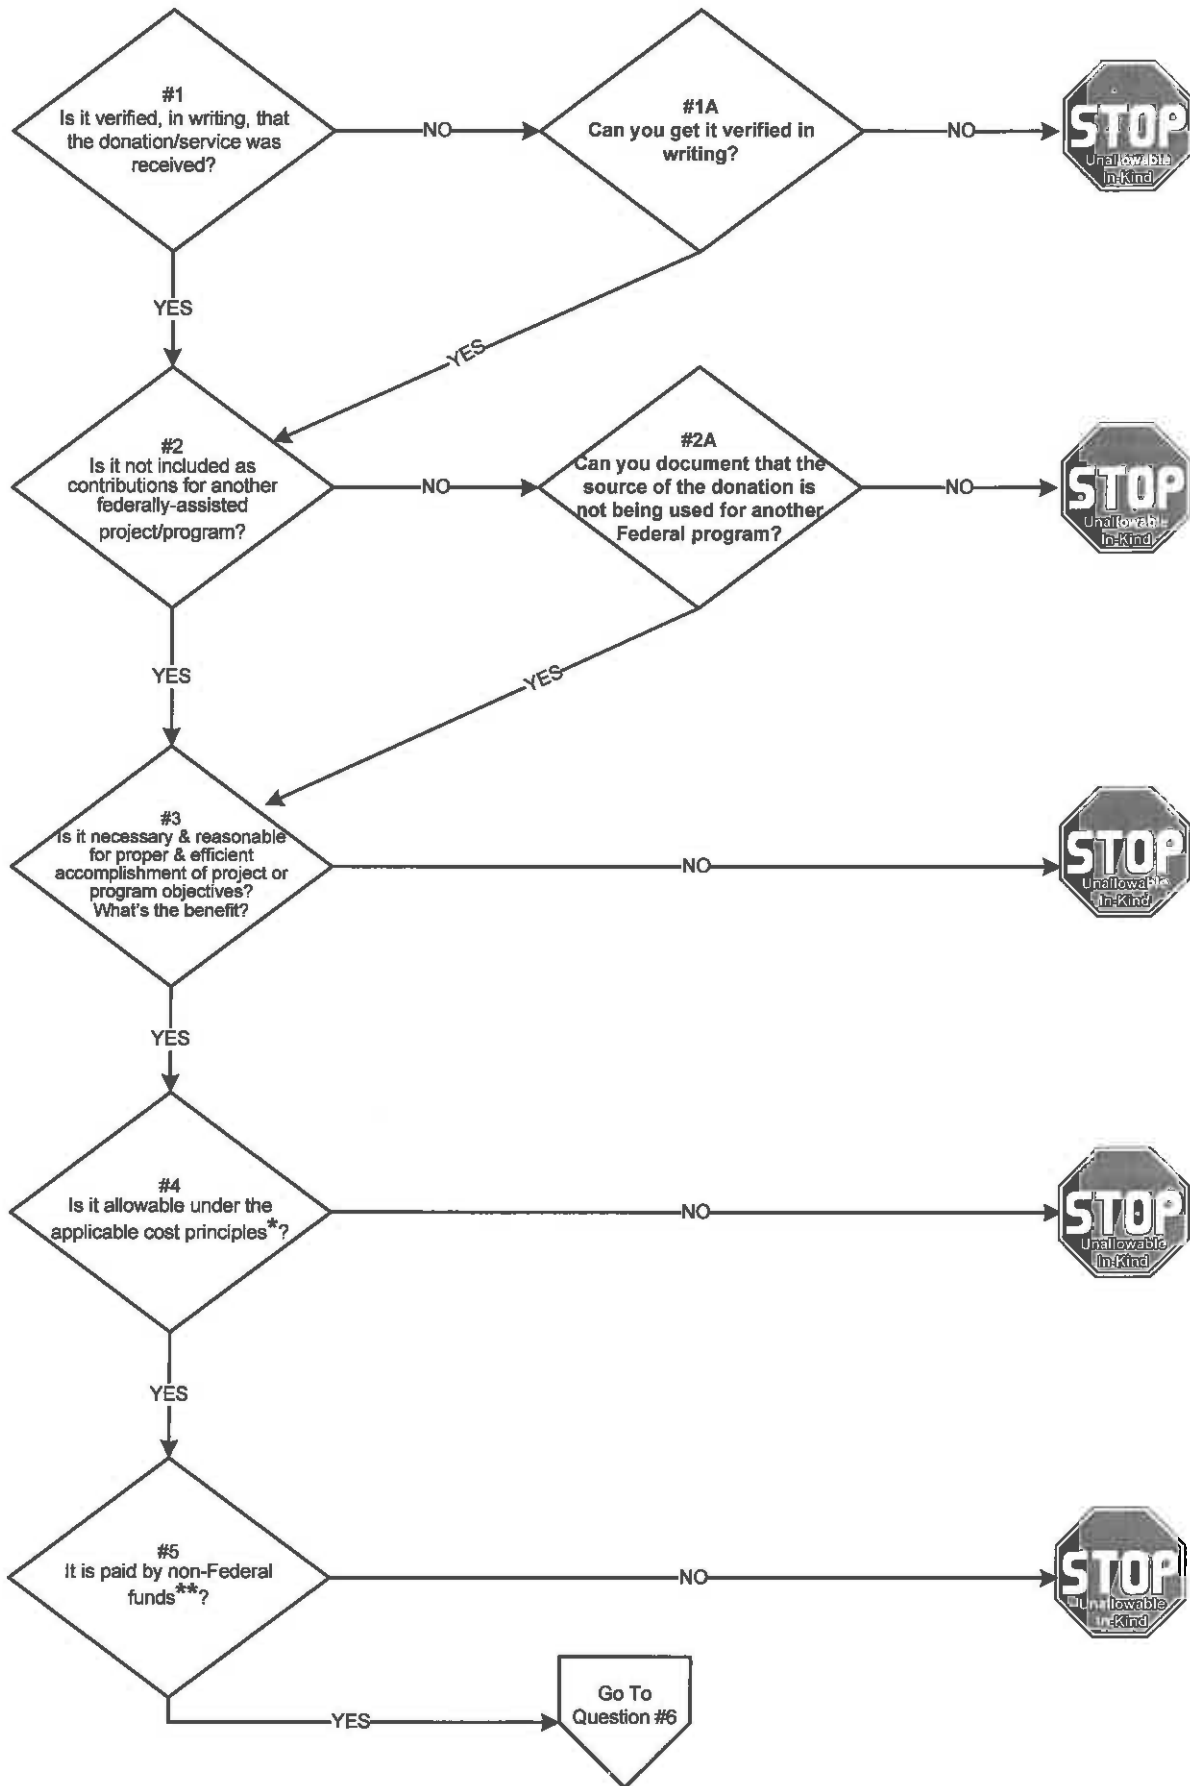 #1
Is it verified, in writing, that
the donation/service was
received?
NO
#1A
Can you get it verified in
writing?
NO
STOP
Unallowable
In-Kind
YES
YES
#2
Is it not included as
contributions for another
federally-assisted
project/program?
NO
#2A
Can you document that the
source of the donation is
not being used for another
Federal program?
NO
STOP
Unallowable
In-Kind
YES
YES
#3
Is it necessary & reasonable
for proper & efficient
accomplishment of project or
program objectives?
What's the benefit?
NO
STOP
Unallowable
In-Kind
YES
#4
Is it allowable under the
applicable cost principles*?
NO
STOP
Unallowable
In-Kind
YES
#5
It is paid by non-Federal
funds**?
NO
STOP
Unallowable
In-Kind
YES
Go To
Question #6